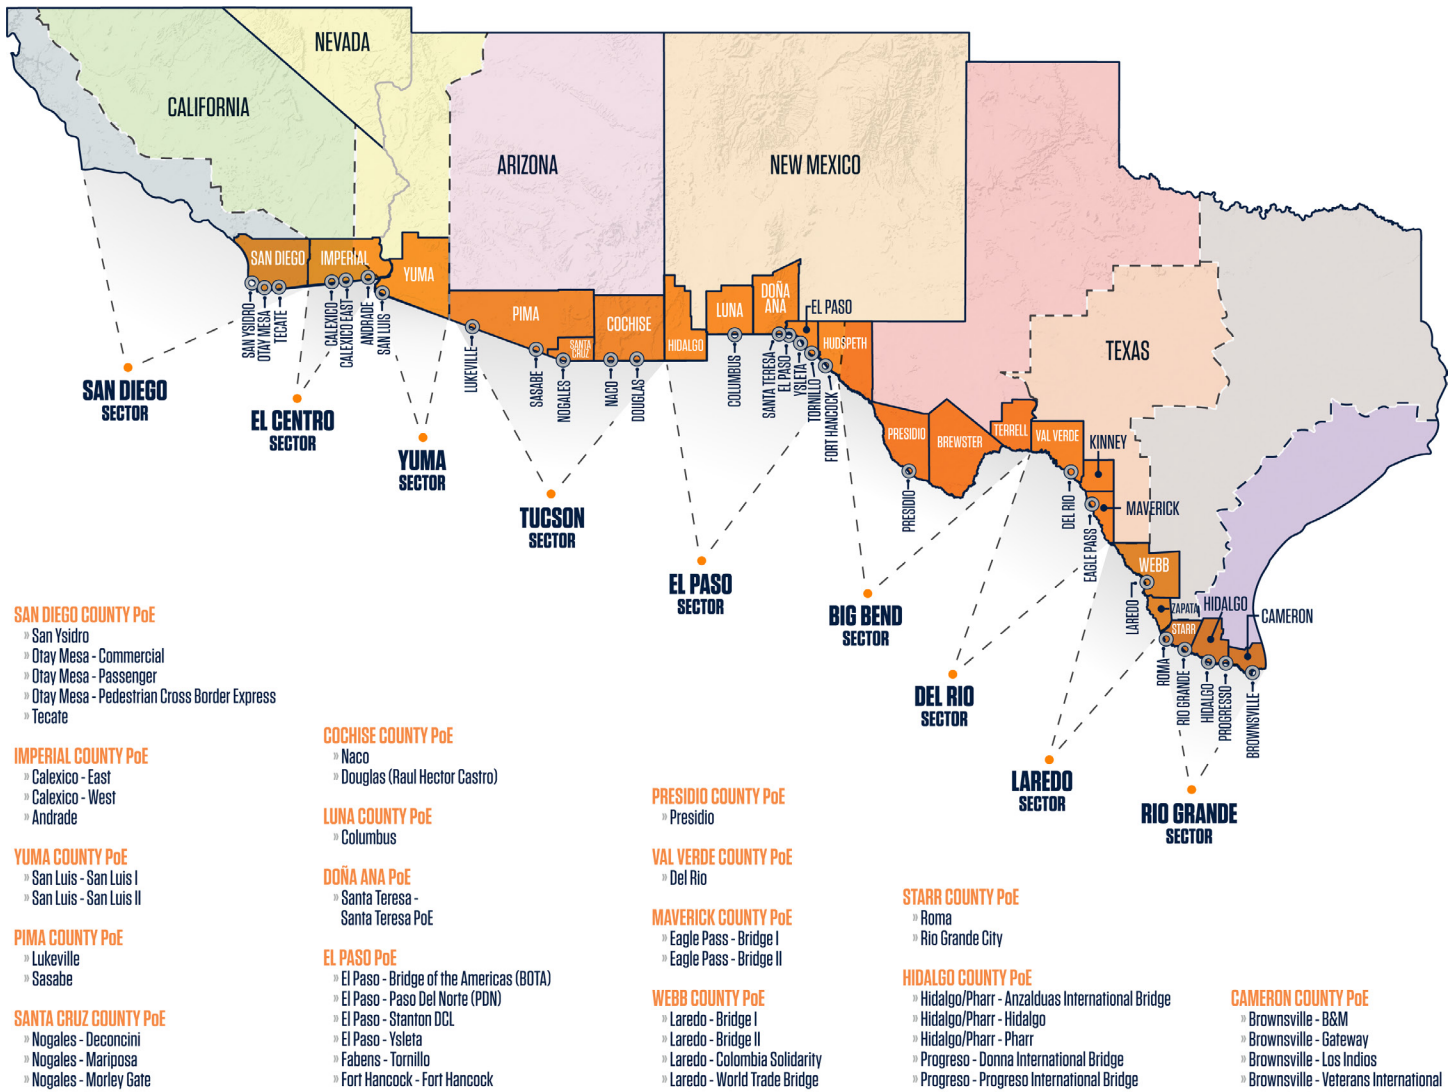 NEVADA
CALIFORNIA
ARIZONA
NEW MEXICO
TEXAS
SAN DIEGO
IMPERIAL
YUMA
PIMA
SANTA
CRUZ
COCHISE
HIDALGO
LUNA
DOÑA
ANA
EL PASO
HUDSPETH
PRESIDIO
BREWSTER
TERRELL
VAL VERDE
KINNEY
MAVERICK
WEBB
ZAPATA
STARR
HIDALGO
CAMERON
SAN YSIDRO
OTAY MESA
TECATE
CALEXICO
CALEXICO EAST
ANDRADE
SAN LUIS
LUKEVILLE
SASABE
NOGALES
NACO
DOUGLAS
COLUMBUS
SANTA TERESA
EL PASO
YSLETA
TORNILLO
FORT HANCOCK
PRESIDIO
DEL RIO
EAGLE PASS
LAREDO
ROMA
RIO GRANDE
HIDALGO
PROGRESSO
BROWNSVILLE
SAN DIEGO
SECTOR
EL CENTRO
SECTOR
YUMA
SECTOR
TUCSON
SECTOR
EL PASO
SECTOR
BIG BEND
SECTOR
DEL RIO
SECTOR
LAREDO
SECTOR
RIO GRANDE
SECTOR
SAN DIEGO COUNTY PoE
» San Ysidro
» Otay Mesa - Commercial
» Otay Mesa - Passenger
» Otay Mesa - Pedestrian Cross Border Express
» Tecate
IMPERIAL COUNTY PoE
» Calexico - East
» Calexico - West
» Andrade
YUMA COUNTY PoE
» San Luis - San Luis I
» San Luis - San Luis II
PIMA COUNTY PoE
» Lukeville
» Sasabe
SANTA CRUZ COUNTY PoE
» Nogales - Deconcini
» Nogales - Mariposa
» Nogales - Morley Gate
COCHISE COUNTY PoE
» Naco
» Douglas (Raul Hector Castro)
LUNA COUNTY PoE
» Columbus
DOÑA ANA PoE
» Santa Teresa -
Santa Teresa PoE
EL PASO PoE
» El Paso - Bridge of the Americas (BOTA)
» El Paso - Paso Del Norte (PDN)
» El Paso - Stanton DCL
» El Paso - Ysleta
» Fabens - Tornillo
» Fort Hancock - Fort Hancock
PRESIDIO COUNTY PoE
» Presidio
VAL VERDE COUNTY PoE
» Del Rio
MAVERICK COUNTY PoE
» Eagle Pass - Bridge I
» Eagle Pass - Bridge II
WEBB COUNTY PoE
» Laredo - Bridge I
» Laredo - Bridge II
» Laredo - Colombia Solidarity
» Laredo - World Trade Bridge
STARR COUNTY PoE
» Roma
» Rio Grande City
HIDALGO COUNTY PoE
» Hidalgo/Pharr - Anzalduas International Bridge
» Hidalgo/Pharr - Hidalgo
» Hidalgo/Pharr - Pharr
» Progreso - Donna International Bridge
» Progreso - Progreso International Bridge
CAMERON COUNTY PoE
» Brownsville - B&M
» Brownsville - Gateway
» Brownsville - Los Indios
» Brownsville - Veterans International